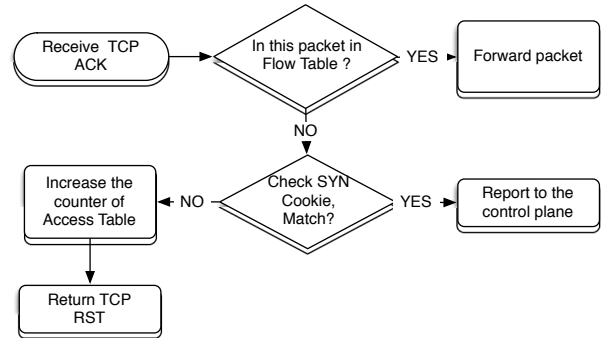 Receive TCP
ACK
In this packet in
Flow Table ?
YES
Forward packet
NO
Check SYN
Cookie,
Match?
YES
Report to the
control plane
NO
Increase the
counter of
Access Table
Return TCP
RST